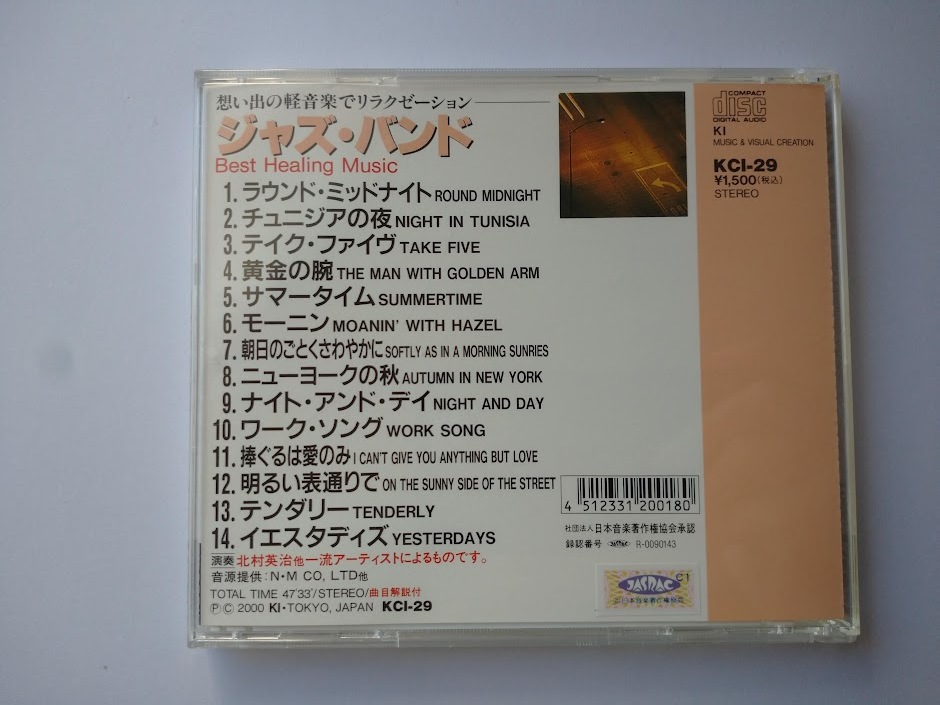 想い出の軽音楽でリラクゼーション
ジャズ・バンド
Best Healing Music
1. ラウンド・ミッドナイト ROUND MIDNIGHT
2. チュニジアの夜 NIGHT IN TUNISIA
3. テイク・ファイヴ TAKE FIVE
4. 黄金の腕 THE MAN WITH GOLDEN ARM
5. サマータイム SUMMERTIME
6. モーニン MOANIN' WITH HAZEL
7. 朝日のごとくさわやかに SOFTLY AS IN A MORNING SUNRIES
8. ニューヨークの秋 AUTUMN IN NEW YORK
9. ナイト・アンド・デイ NIGHT AND DAY
10. ワーク・ソング WORK SONG
11. 捧ぐるは愛のみ I CAN'T GIVE YOU ANYTHING BUT LOVE
12. 明るい表通りで ON THE SUNNY SIDE OF THE STREET
13. テンダリー TENDERLY
14. イエスタデイズ YESTERDAYS
演奏 北村英治他一流アーティストによるものです。
音源提供:N・M CO, LTD他
TOTAL TIME 47'33"/STEREO/曲目解説付
ⓅⒸ 2000 KI・TOKYO, JAPAN KCI-29
COMPACT
disc
DIGITAL AUDIO
KI
MUSIC & VISUAL CREATION
KCI-29
¥1,500(税込)
STEREO
4 512331 200180
社団法人 日本音楽著作権協会承認
録認番号 JASRAC R-0090143
C1
JASRAC
日本音楽著作権協会